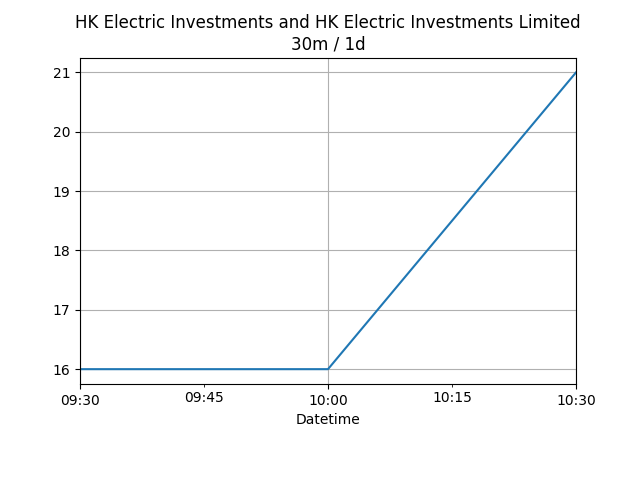 HK Electric Investments and HK Electric Investments Limited
30m / 1d
21
20
19
18
17
16
09:30 09:45 10:00 10:15 10:30
Datetime